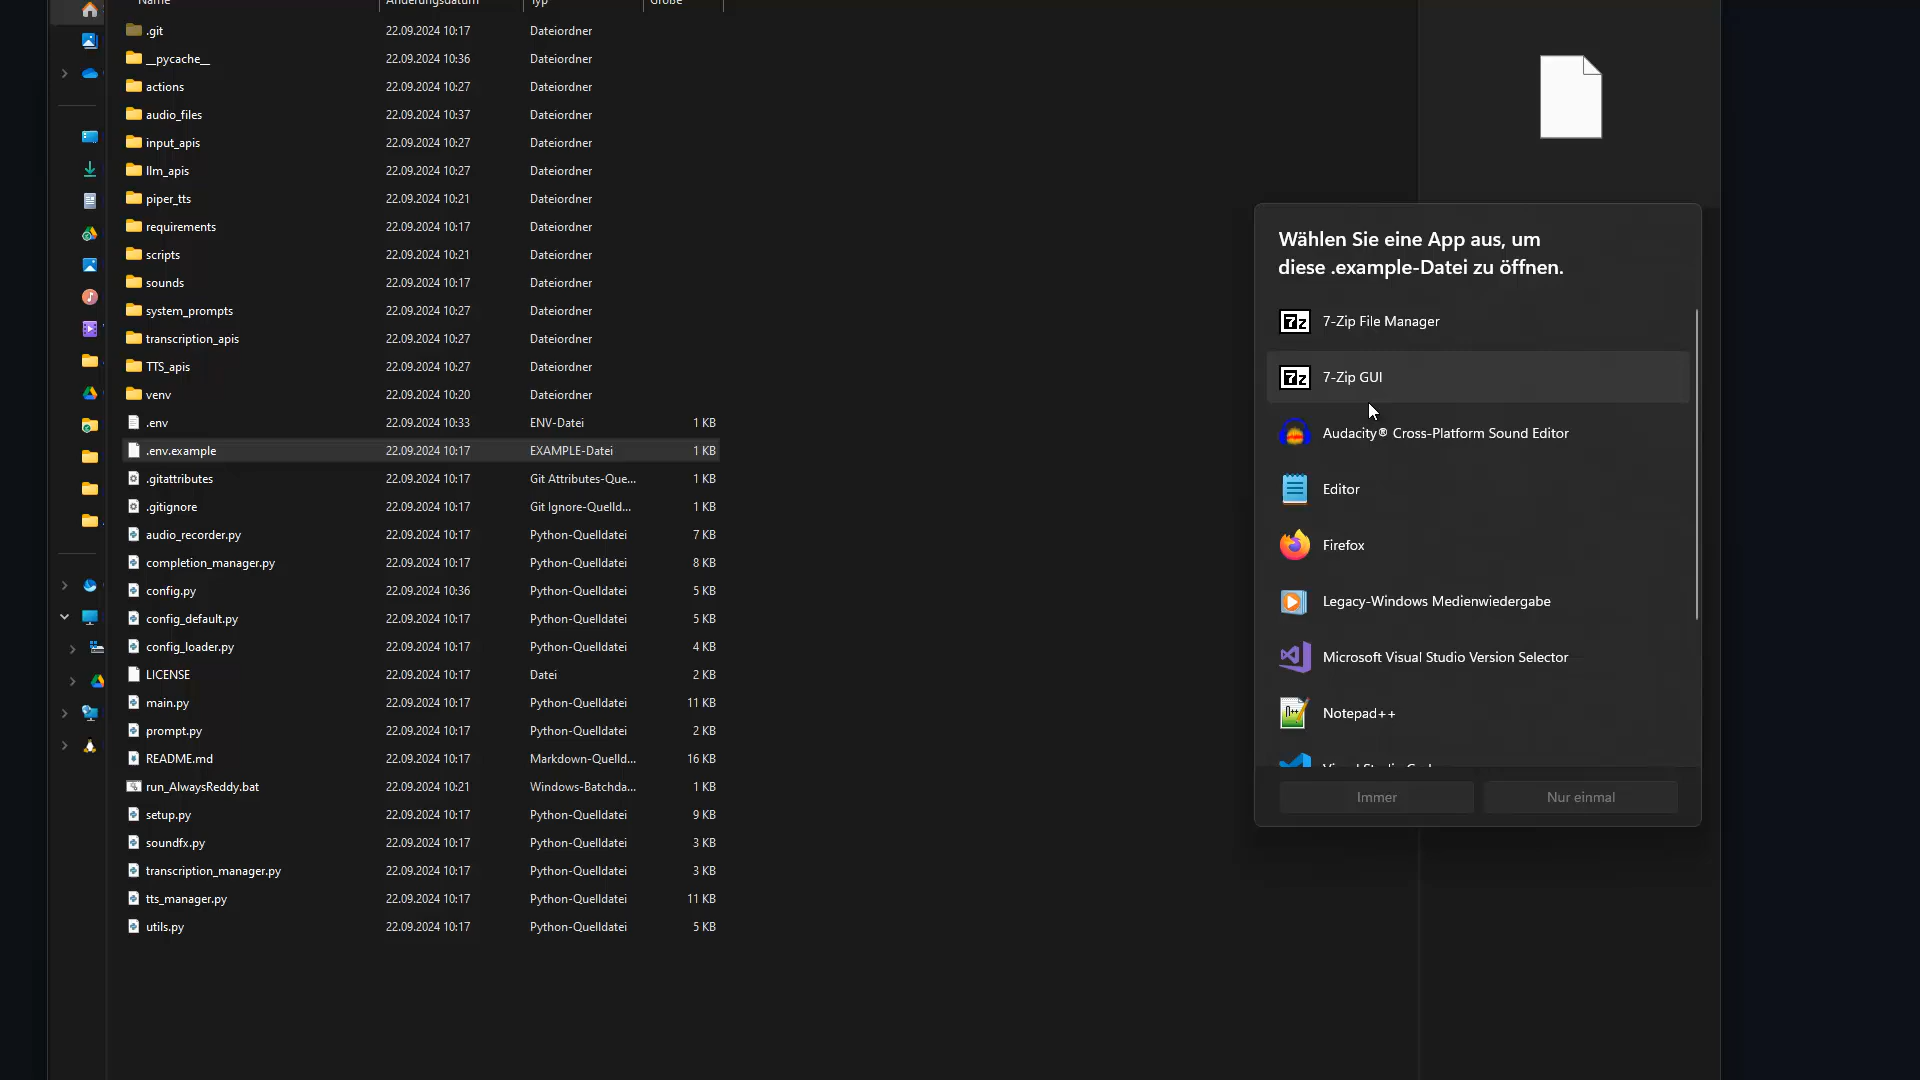 Name Änderungsdatum Typ Größe
.git 22.09.2024 10:17 Dateiordner
__pycache__ 22.09.2024 10:36 Dateiordner
actions 22.09.2024 10:27 Dateiordner
audio_files 22.09.2024 10:37 Dateiordner
input_apis 22.09.2024 10:27 Dateiordner
llm_apis 22.09.2024 10:27 Dateiordner
piper_tts 22.09.2024 10:21 Dateiordner
requirements 22.09.2024 10:17 Dateiordner
scripts 22.09.2024 10:21 Dateiordner
sounds 22.09.2024 10:17 Dateiordner
system_prompts 22.09.2024 10:27 Dateiordner
transcription_apis 22.09.2024 10:27 Dateiordner
TTS_apis 22.09.2024 10:27 Dateiordner
venv 22.09.2024 10:20 Dateiordner
.env 22.09.2024 10:33 ENV-Datei 1 KB
.env.example 22.09.2024 10:17 EXAMPLE-Datei 1 KB
.gitattributes 22.09.2024 10:17 Git Attributes-Que... 1 KB
.gitignore 22.09.2024 10:17 Git Ignore-Quelld... 1 KB
audio_recorder.py 22.09.2024 10:17 Python-Quelldatei 7 KB
completion_manager.py 22.09.2024 10:17 Python-Quelldatei 8 KB
config.py 22.09.2024 10:36 Python-Quelldatei 5 KB
config_default.py 22.09.2024 10:17 Python-Quelldatei 5 KB
config_loader.py 22.09.2024 10:17 Python-Quelldatei 4 KB
LICENSE 22.09.2024 10:17 Datei 2 KB
main.py 22.09.2024 10:17 Python-Quelldatei 11 KB
prompt.py 22.09.2024 10:17 Python-Quelldatei 2 KB
README.md 22.09.2024 10:17 Markdown-Quelld... 16 KB
run_AlwaysReddy.bat 22.09.2024 10:21 Windows-Batchda... 1 KB
setup.py 22.09.2024 10:17 Python-Quelldatei 9 KB
soundfx.py 22.09.2024 10:17 Python-Quelldatei 3 KB
transcription_manager.py 22.09.2024 10:17 Python-Quelldatei 3 KB
tts_manager.py 22.09.2024 10:17 Python-Quelldatei 11 KB
utils.py 22.09.2024 10:17 Python-Quelldatei 5 KB
Wählen Sie eine App aus, um
diese .example-Datei zu öffnen.
7-Zip File Manager
7-Zip GUI
Audacity® Cross-Platform Sound Editor
Editor
Firefox
Legacy-Windows Medienwiedergabe
Microsoft Visual Studio Version Selector
Notepad++
Visual Studio Code
Immer Nur einmal